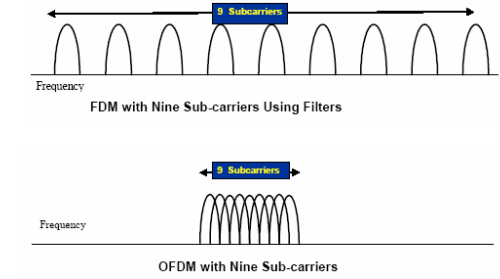 9 Subcarriers
Frequency
FDM with Nine Sub-carriers Using Filters
9 Subcarriers
Frequency
OFDM with Nine Sub-carriers